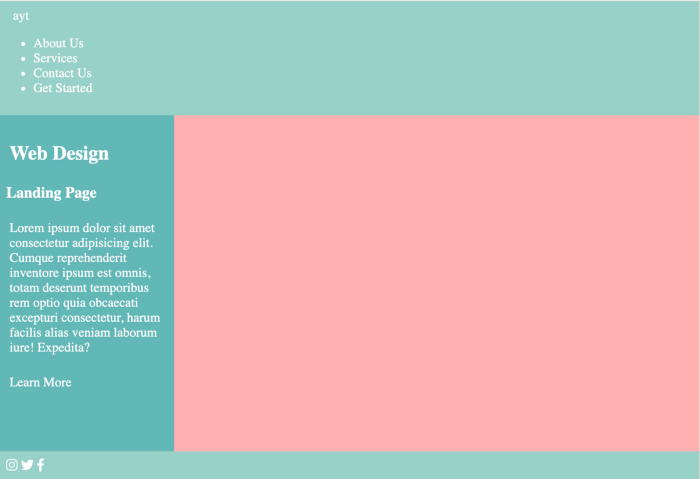 ayt
About Us
Services
Contact Us
Get Started
Web Design
Landing Page
Lorem ipsum dolor sit amet
consectetur adipisicing elit.
Cumque reprehenderit
inventore ipsum est omnis,
totam deserunt temporibus
rem optio quia obcaecati
excepturi consectetur, harum
facilis alias veniam laborum
iure! Expedita?
Learn More